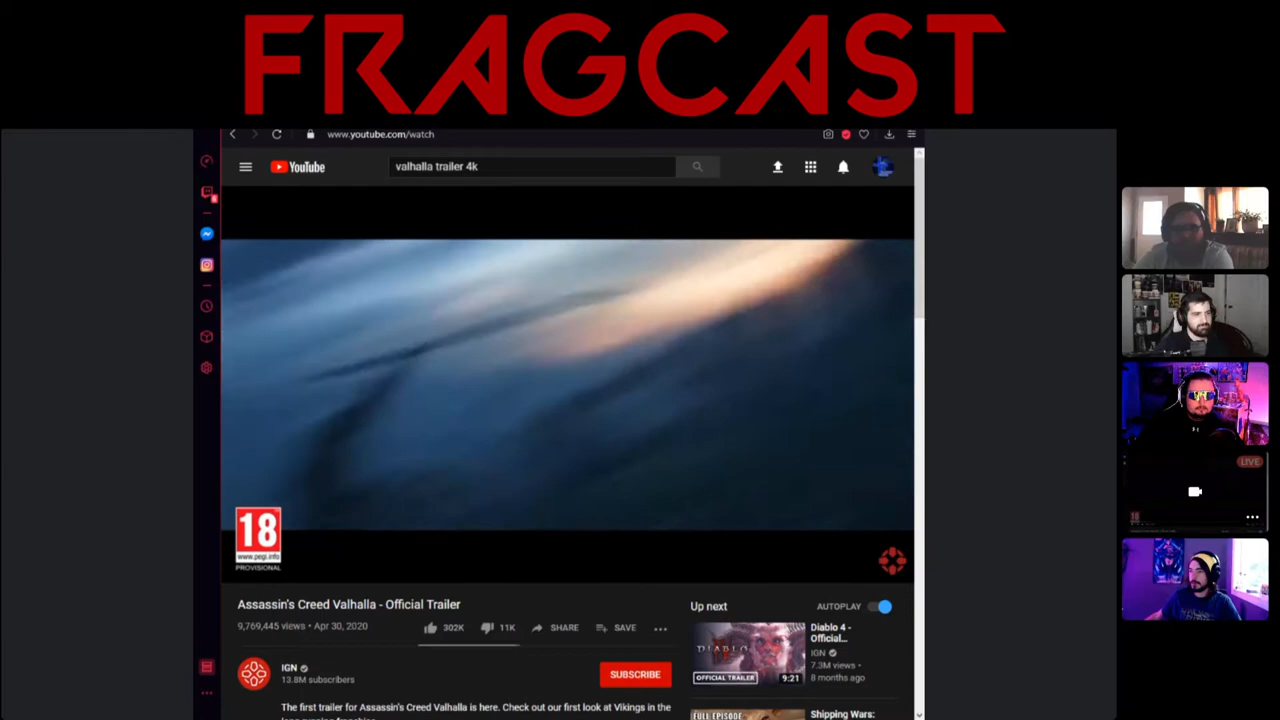 FRAGCAST
www.youtube.com/watch
YouTube
valhalla trailer 4k
LIVE
18
www.pegi.info
PROVISIONAL
Assassin's Creed Valhalla - Official Trailer
9,769,445 views • Apr 30, 2020
302K
11K
SHARE
SAVE
IGN
13.8M subscribers
SUBSCRIBE
The first trailer for Assassin's Creed Valhalla is here. Check out our first look at Vikings in the
Up next
AUTOPLAY
DIABLO
OFFICIAL TRAILER
9:21
Diablo 4 -
Official...
IGN
7.3M views •
8 months ago
FULL EPISODE
Shipping Wars: